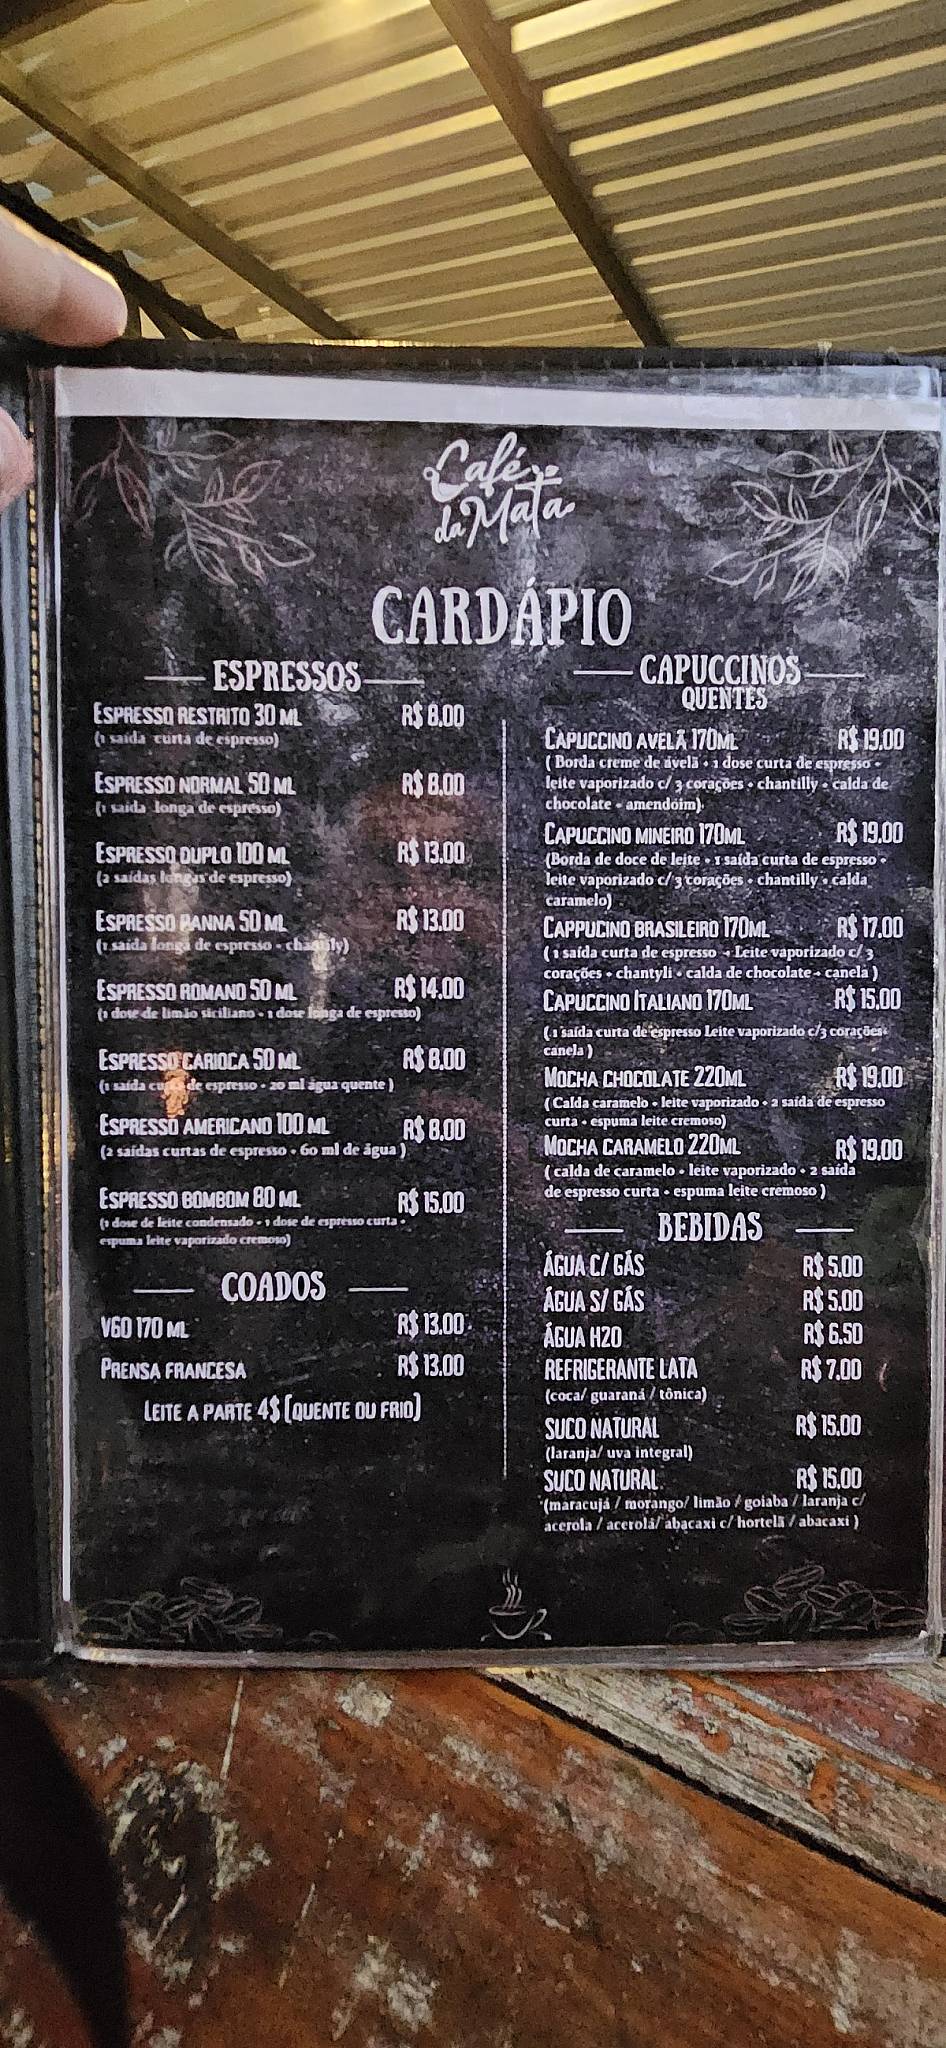 Café
da Mata
CARDÁPIO
ESPRESSOS
ESPRESSO RESTRITO 30 ML R$ 8,00
(1 saída curta de espresso)
ESPRESSO NORMAL 50 ML R$ 8,00
(1 saída longa de espresso)
ESPRESSO DUPLO 100 ML R$ 13,00
(2 saídas longas de espresso)
ESPRESSO PANNA 50 ML R$ 13,00
(1 saída longa de espresso + chantily)
ESPRESSO ROMANO 50 ML R$ 14,00
(1 dose de limão siciliano + 1 dose longa de espresso)
ESPRESSO CARIOCA 50 ML R$ 8,00
(1 saída curta de espresso + 20 ml água quente )
ESPRESSO AMERICANO 100 ML R$ 8,00
(2 saídas curtas de espresso + 60 ml de água )
ESPRESSO BOMBOM 80 ML R$ 15,00
(1 dose de leite condensado + 1 dose de espresso curta +
espuma leite vaporizado cremoso)
COADOS
V60 170 ML R$ 13,00
PRENSA FRANCESA R$ 13,00
LEITE A PARTE 4$ (QUENTE OU FRIO)
CAPUCCINOS
QUENTES
CAPUCCINO AVELÃ 170ML R$ 19,00
( Borda creme de avelã + 1 dose curta de espresso +
leite vaporizado c/ 3 corações + chantilly + calda de
chocolate + amendoim)
CAPUCCINO MINEIRO 170ML R$ 19,00
(Borda de doce de leite + 1 saída curta de espresso +
leite vaporizado c/ 3 corações + chantilly + calda
caramelo)
CAPPUCINO BRASILEIRO 170ML R$ 17,00
( 1 saída curta de espresso + Leite vaporizado c/ 3
corações + chantyli + calda de chocolate+ canela )
CAPUCCINO ITALIANO 170ML R$ 15,00
( 1 saída curta de espresso Leite vaporizado c/3 corações+
canela )
MOCHA CHOCOLATE 220ML R$ 19,00
( Calda caramelo + leite vaporizado + 2 saída de espresso
curta + espuma leite cremoso)
MOCHA CARAMELO 220ML R$ 19,00
( calda de caramelo + leite vaporizado + 2 saída
de espresso curta + espuma leite cremoso )
BEBIDAS
ÁGUA C/ GÁS R$ 5,00
ÁGUA S/ GÁS R$ 5,00
ÁGUA H2O R$ 6,50
REFRIGERANTE LATA R$ 7,00
(coca/ guaraná / tônica)
SUCO NATURAL R$ 15,00
(laranja/ uva integral)
SUCO NATURAL R$ 15,00
(maracujá / morango/ limão / goiaba / laranja c/
acerola / acerola/ abacaxi c/ hortelã / abacaxi )